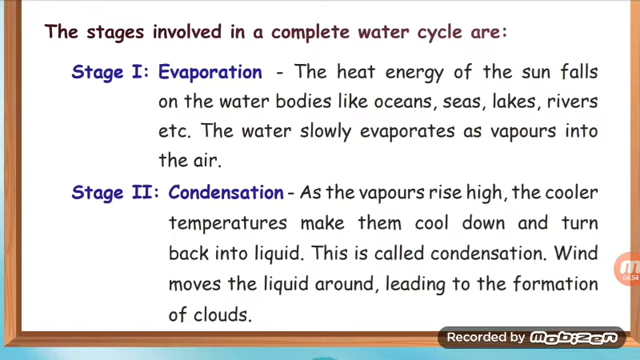 The stages involved in a complete water cycle are:
Stage I: Evaporation - The heat energy of the sun falls
on the water bodies like oceans, seas, lakes, rivers
etc. The water slowly evaporates as vapours into
the air.
Stage II: Condensation - As the vapours rise high, the cooler
temperatures make them cool down and turn
back into liquid. This is called condensation. Wind
moves the liquid around, leading to the formation
of clouds.
M
04:54
Recorded by mobizen